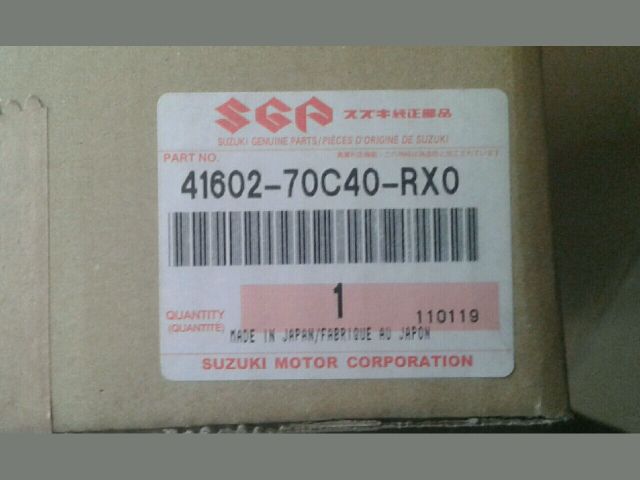 SGP スズキ純正部品
SUZUKI GENUINE PARTS/PIÈCES D'ORIGINE DE SUZUKI
PART NO.
41602-70C40-RX0
QUANTITY 1 110119
(QUANTITÉ)
MADE IN JAPAN/FABRIQUE AU JAPON
SUZUKI MOTOR CORPORATION